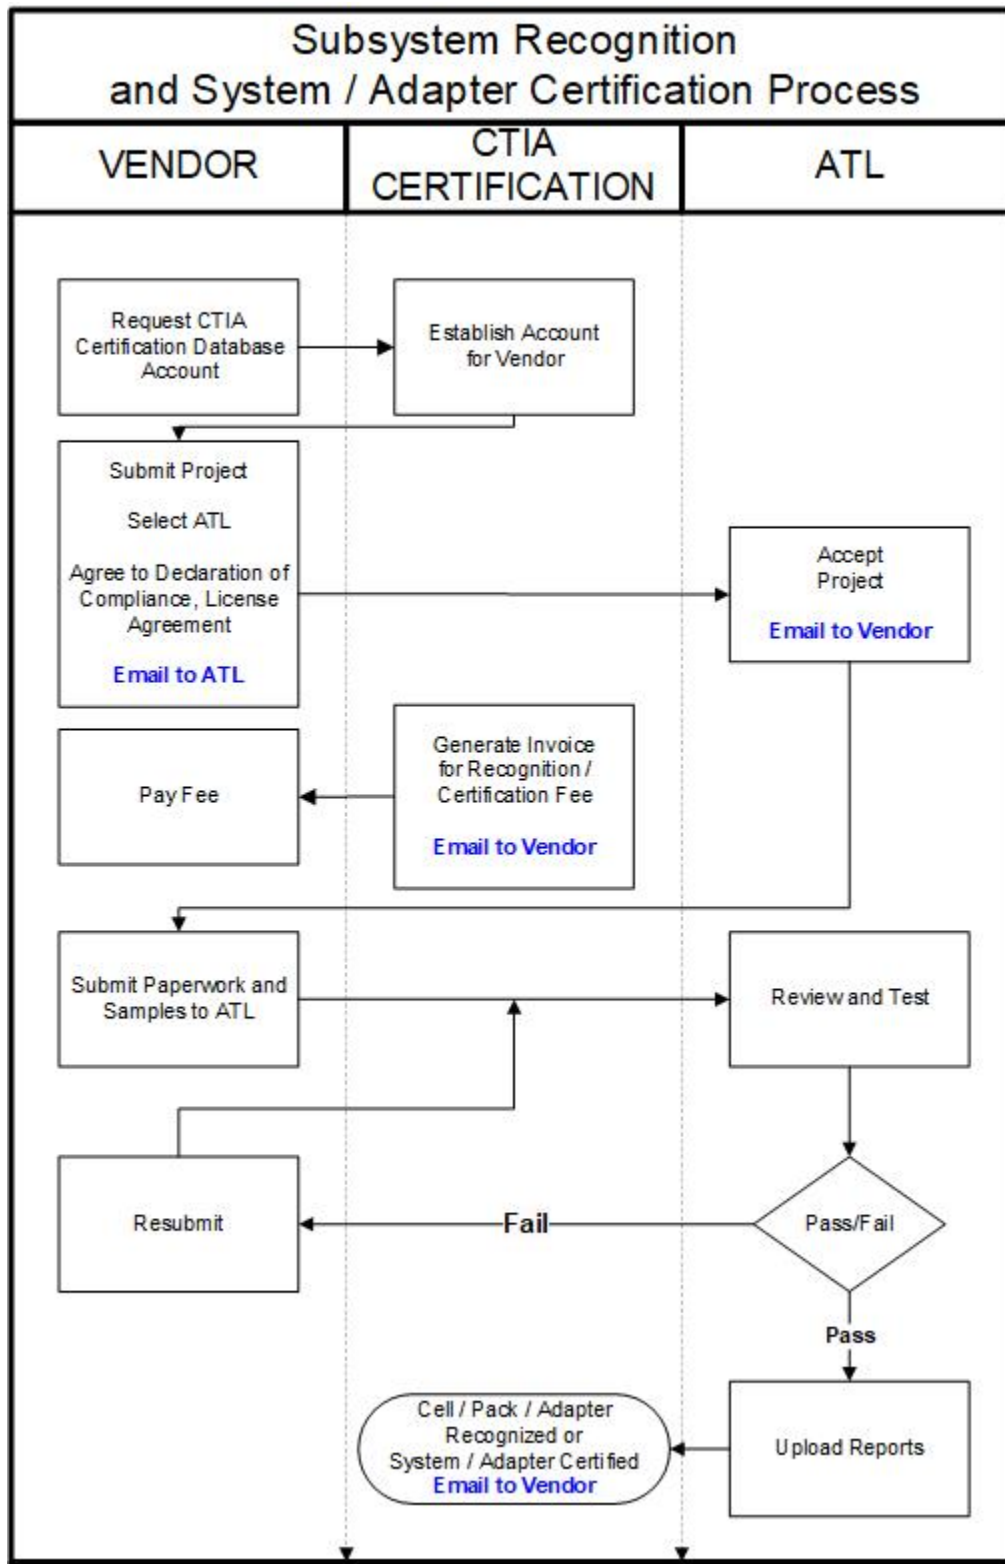 Subsystem Recognition
and System / Adapter Certification Process
VENDOR
CTIA
CERTIFICATION
ATL
Request CTIA
Certification Database
Account
Establish Account
for Vendor
Submit Project
Select ATL
Agree to Declaration of
Compliance, License
Agreement
Email to ATL
Accept
Project
Email to Vendor
Generate Invoice
for Recognition /
Certification Fee
Email to Vendor
Pay Fee
Submit Paperwork and
Samples to ATL
Review and Test
Resubmit
Fail
Pass/Fail
Pass
Cell / Pack / Adapter
Recognized or
System / Adapter Certified
Email to Vendor
Upload Reports